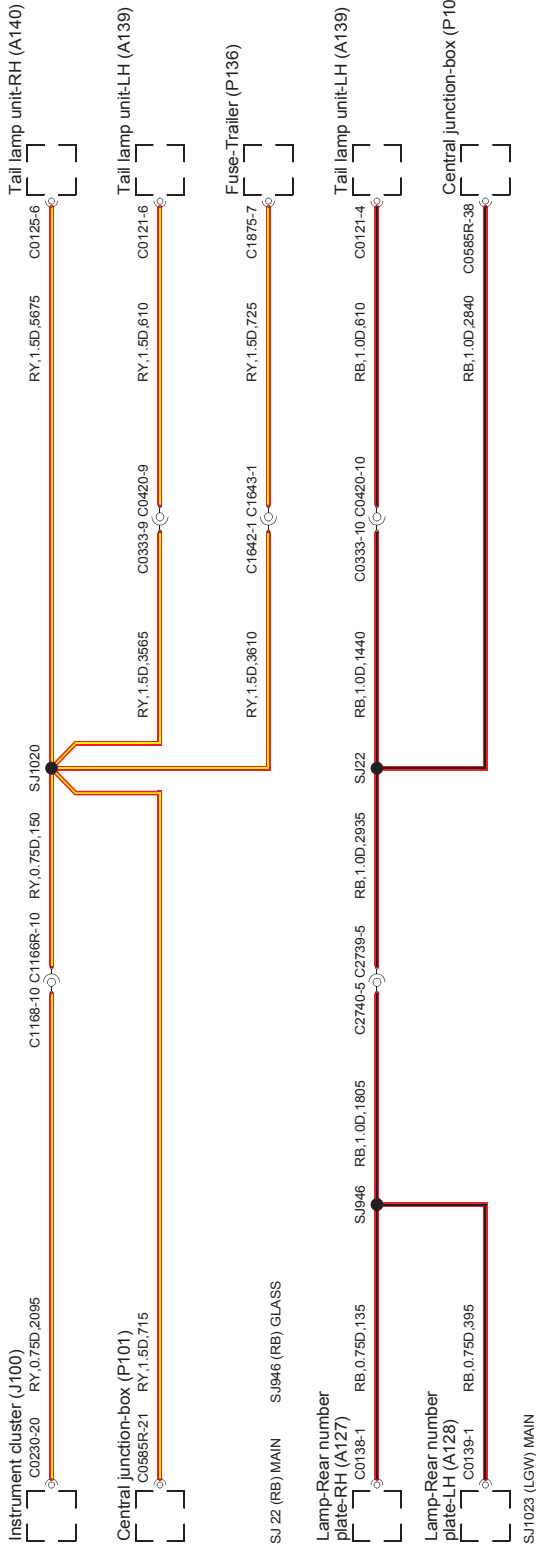 Instrument cluster (J100)
C0230-20
RY,0.75D,2095
C1168-10
C1166R-10
RY,0.75D,150
SJ1020
RY,1.5D,5675
C0125-6
Tail lamp unit-RH (A140)
Central junction-box (P101)
C0585R-21
RY,1.5D,715
RY,1.5D,3565
C0333-9
C0420-9
RY,1.5D,610
C0121-6
Tail lamp unit-LH (A139)
RY,1.5D,3610
C1642-1
C1643-1
RY,1.5D,725
C1875-7
Fuse-Trailer (P136)
SJ 22 (RB) MAIN
SJ946 (RB) GLASS
Lamp-Rear number
plate-RH (A127)
C0138-1
RB,0.75D,135
SJ946
RB,1.0D,1805
C2740-5
C2739-5
RB,1.0D,2935
SJ22
RB,1.0D,1440
C0333-10
C0420-10
RB,1.0D,610
C0121-4
Tail lamp unit-LH (A139)
Lamp-Rear number
plate-LH (A128)
C0139-1
RB,0.75D,395
RB,1.0D,2840
C0585R-38
Central junction-box (P10
SJ1023 (LGW) MAIN